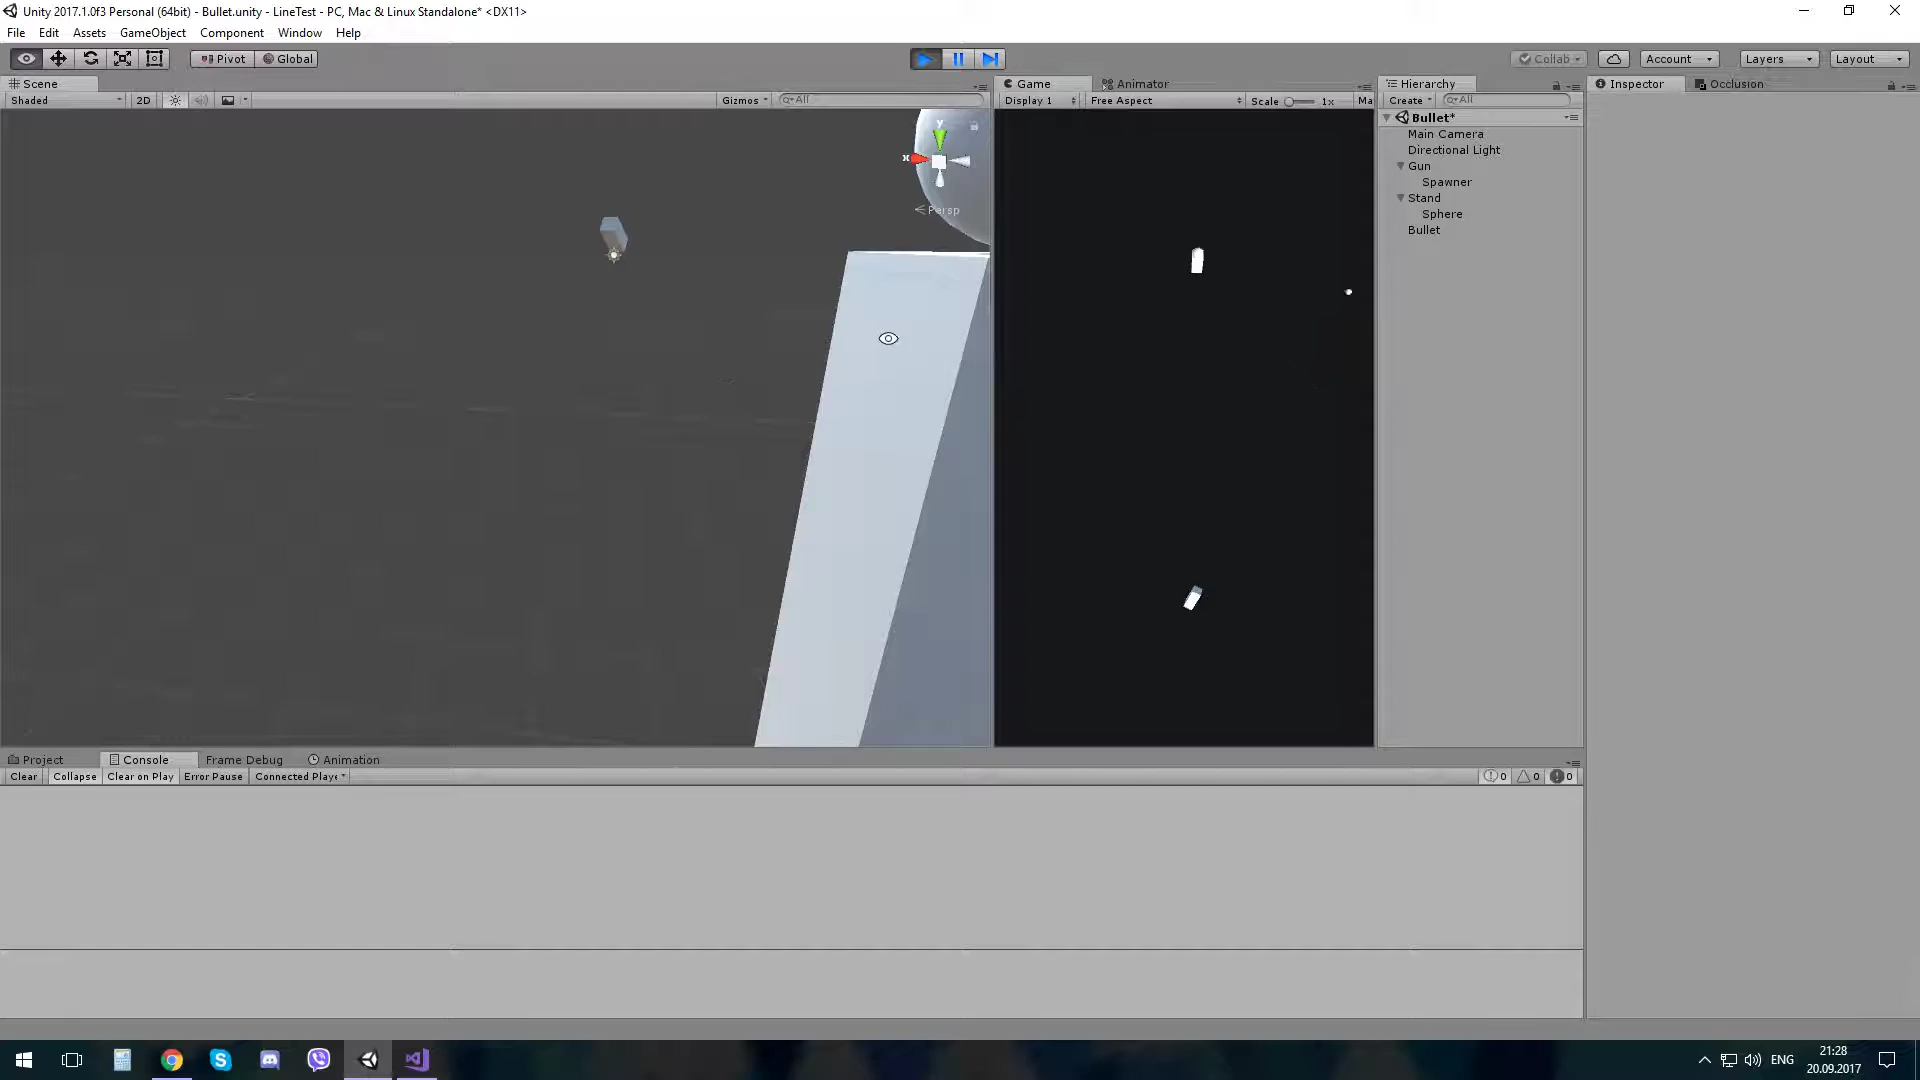 Unity 2017.1.0f3 Personal (64bit) - Bullet.unity - LineTest - PC, Mac & Linux Standalone* <DX11>
File Edit Assets GameObject Component Window Help
Pivot Global Collab Account Layers Layout
Scene Game Animator Hierarchy Inspector Occlusion
Shaded 2D Gizmos All Display 1 Free Aspect Scale 1x Ma Create All
Bullet*
Main Camera
Directional Light
Gun
Spawner
Stand
Sphere
Bullet
y
x
Persp
Project Console Frame Debug Animation
Clear Collapse Clear on Play Error Pause Connected Playe 0 0 0
ENG 21:28
20.09.2017